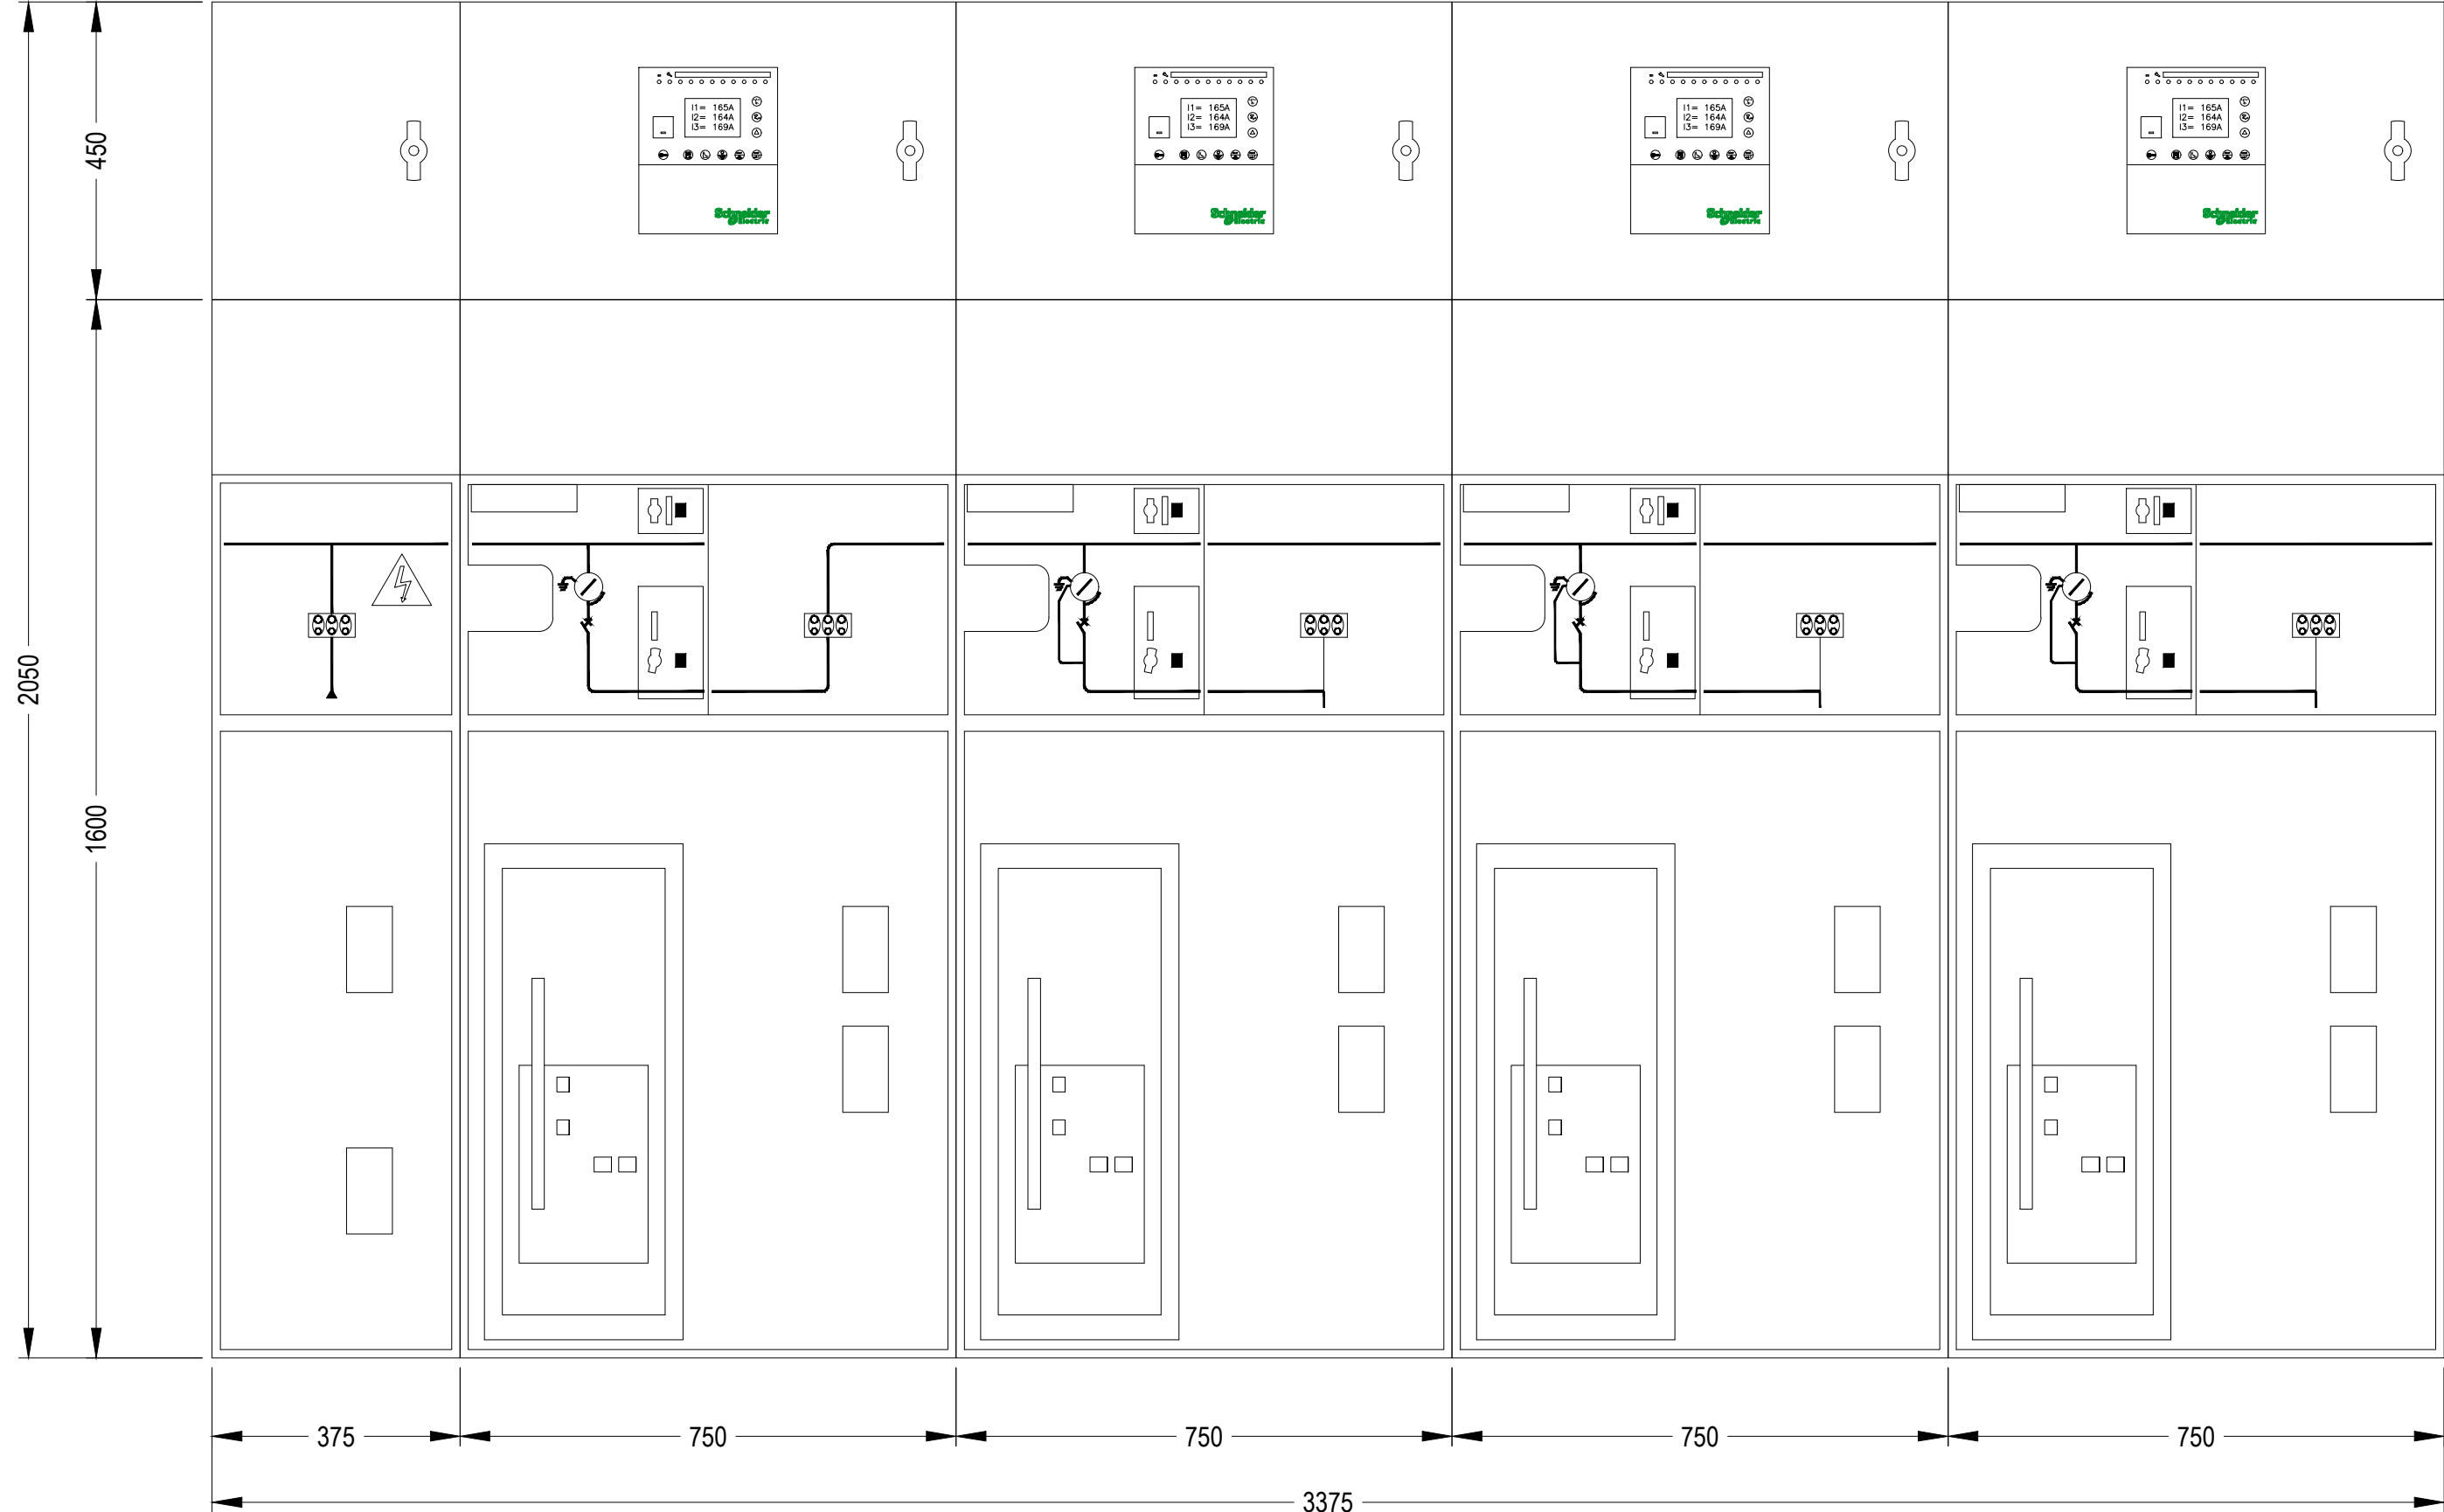 I1= 165A
I2= 164A
I3= 169A
Schneider
Electric
I1= 165A
I2= 164A
I3= 169A
Schneider
Electric
I1= 165A
I2= 164A
I3= 169A
Schneider
Electric
I1= 165A
I2= 164A
I3= 169A
Schneider
Electric
450
2050
1600
375
750
750
750
750
3375